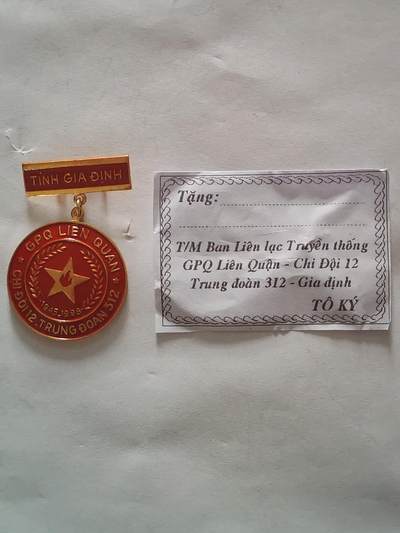 TỈNH GIA ĐỊNH
GPQ LIÊN QUẬN
1945-1998
CHI ĐỘI 12.TRUNG ĐOÀN 312
Tặng:
T/M Ban Liên lạc Truyền thống
GPQ Liên Quận - Chi Đội 12
Trung đoàn 312 - Gia định
TÔ KÝ